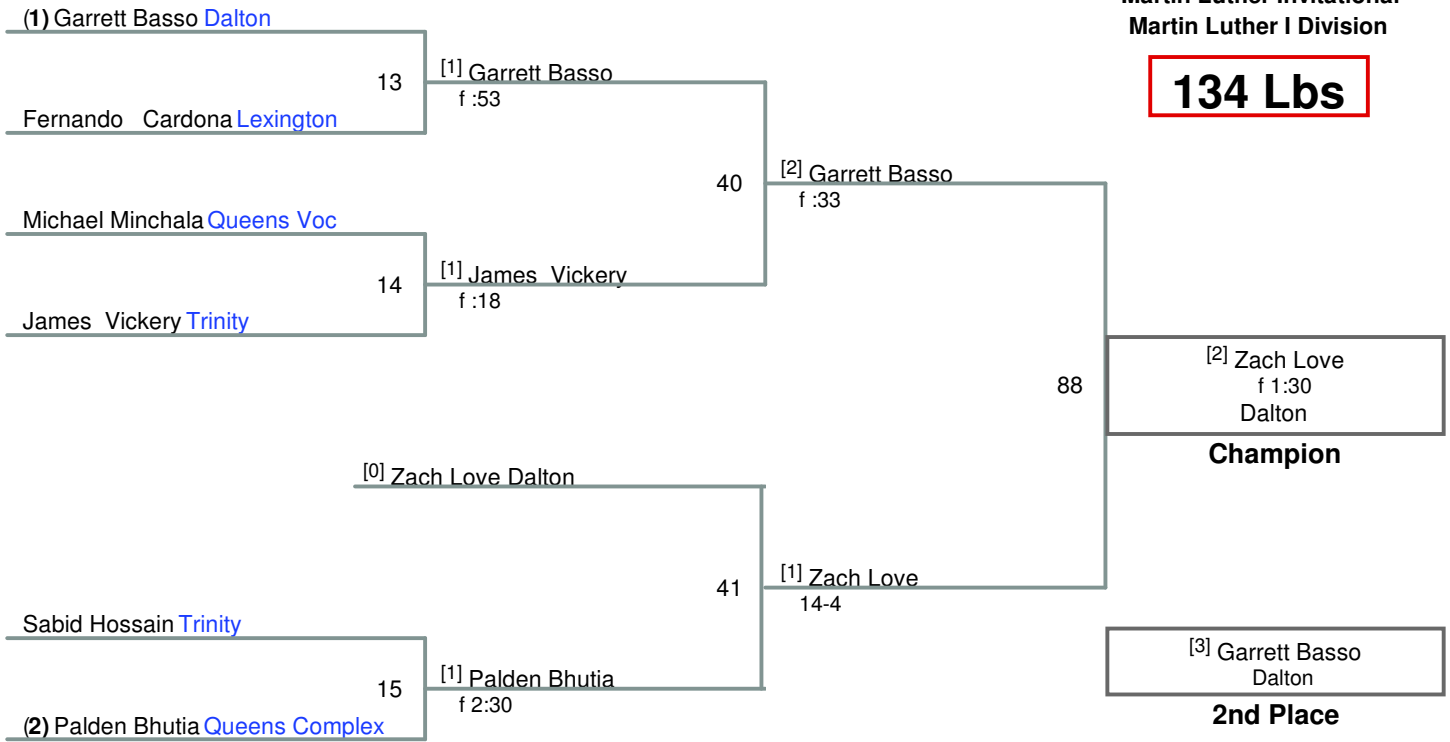 Martin Luther Invitational
Martin Luther I Division
134 Lbs
(1) Garrett Basso Dalton
13
[1] Garrett Basso
f :53
Fernando Cardona Lexington
40
[2] Garrett Basso
f :33
Michael Minchala Queens Voc
14
[1] James Vickery
f :18
James Vickery Trinity
88
[2] Zach Love
f 1:30
Dalton
Champion
[0] Zach Love Dalton
41
[1] Zach Love
14-4
Sabid Hossain Trinity
15
[1] Palden Bhutia
f 2:30
(2) Palden Bhutia Queens Complex
[3] Garrett Basso
Dalton
2nd Place